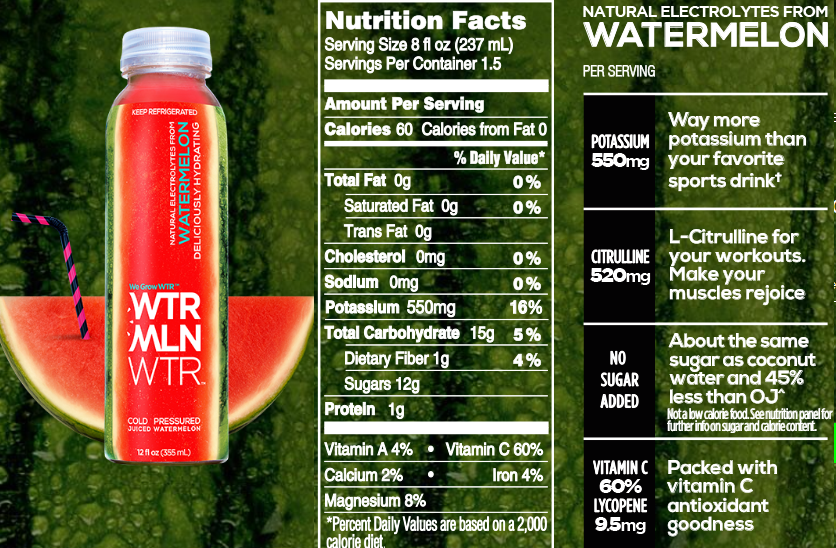 KEEP REFRIGERATED
NATURAL ELECTROLYTES FROM
WATERMELON
DELICIOUSLY HYDRATING
We Grow WTR™
WTR
MLN
WTR™
COLD PRESSURED
JUICED WATERMELON
12 fl oz (355 mL)
Nutrition Facts
Serving Size 8 fl oz (237 mL)
Servings Per Container 1.5
Amount Per Serving
Calories 60 Calories from Fat 0
% Daily Value*
Total Fat 0g 0%
Saturated Fat 0g 0%
Trans Fat 0g
Cholesterol 0mg 0%
Sodium 0mg 0%
Potassium 550mg 16%
Total Carbohydrate 15g 5%
Dietary Fiber 1g 4%
Sugars 12g
Protein 1g
Vitamin A 4% • Vitamin C 60%
Calcium 2% • Iron 4%
Magnesium 8%
*Percent Daily Values are based on a 2,000
calorie diet.
NATURAL ELECTROLYTES FROM
WATERMELON
PER SERVING
POTASSIUM
550mg
Way more
potassium than
your favorite
sports drink†
CITRULLINE
520mg
L-Citrulline for
your workouts.
Make your
muscles rejoice
NO
SUGAR
ADDED
About the same
sugar as coconut
water and 45%
less than OJ^
Not a low calorie food. See nutrition panel for
further info on sugar and calorie content.
VITAMIN C
60%
LYCOPENE
9.5mg
Packed with
vitamin C
antioxidant
goodness